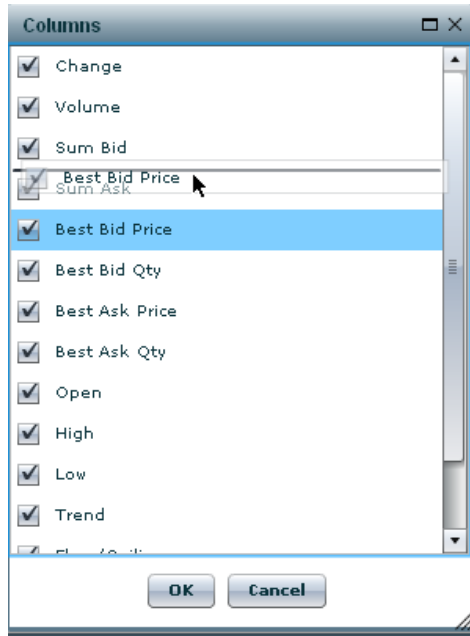 Columns
Change
Volume
Sum Bid
Best Bid Price
Sum Ask
Best Bid Price
Best Bid Qty
Best Ask Price
Best Ask Qty
Open
High
Low
Trend
OK
Cancel